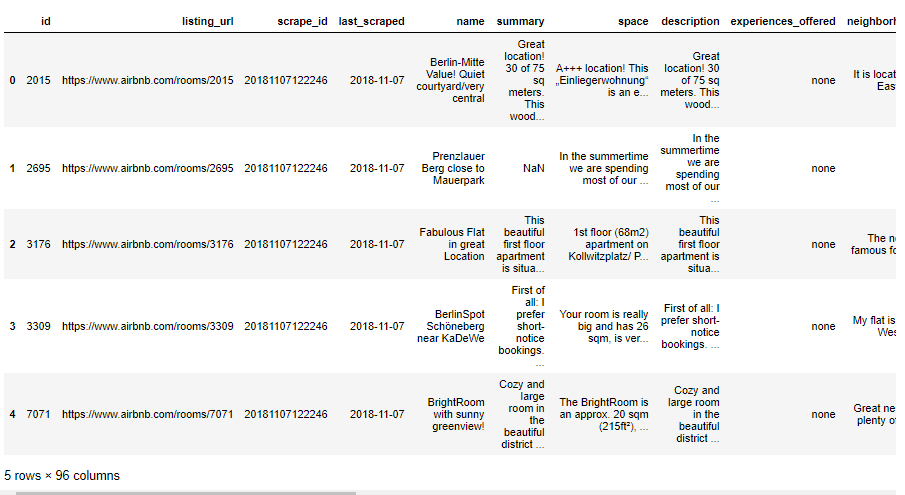 id listing_url scrape_id last_scraped name summary space description experiences_offered neighborh
0 2015 https://www.airbnb.com/rooms/2015 20181107122246 2018-11-07
Berlin-Mitte
Value! Quiet
courtyard/very
central
Great
location!
30 of 75
sq
meters.
This
wood...
A+++ location! This
„Einliegerwohnung“
is an e...
Great
location! 30
of 75 sq
meters. This
wood...
none
It is locat
East
1 2695 https://www.airbnb.com/rooms/2695 20181107122246 2018-11-07
Prenzlauer
Berg close to
Mauerpark
NaN
In the summertime
we are spending
most of our ...
In the
summertime
we are
spending
most of our
...
none
2 3176 https://www.airbnb.com/rooms/3176 20181107122246 2018-11-07
Fabulous Flat
in great
Location
This
beautiful
first floor
apartment
is situa...
1st floor (68m2)
apartment on
Kollwitzplatz/ P...
This
beautiful
first floor
apartment is
situa...
none
The ne
famous fo
3 3309 https://www.airbnb.com/rooms/3309 20181107122246 2018-11-07
BerlinSpot
Schöneberg
near KaDeWe
First of
all: I
prefer
short-
notice
bookings.
...
Your room is really
big and has 26
sqm, is ver...
First of all: I
prefer short-
notice
bookings. ...
none
My flat is
Wes
4 7071 https://www.airbnb.com/rooms/7071 20181107122246 2018-11-07
BrightRoom
with sunny
greenview!
Cozy and
large
room in
the
beautiful
district ...
The BrightRoom is
an approx. 20 sqm
(215ft²), ...
Cozy and
large room
in the
beautiful
district ...
none
Great ne
plenty of
5 rows × 96 columns